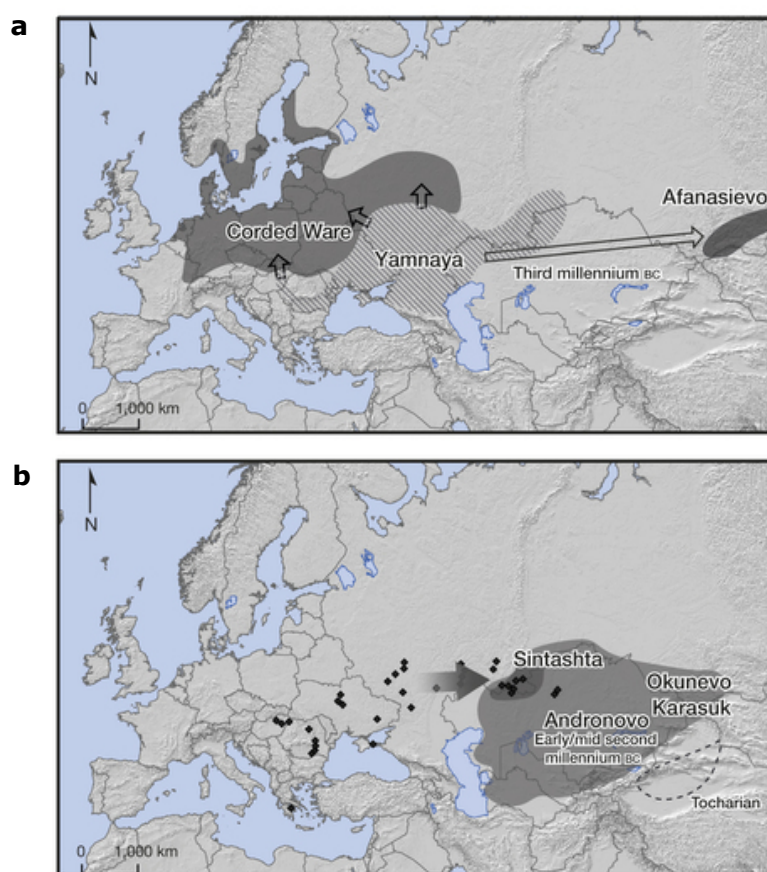 a
N
Afanasievo
Corded Ware
Yamnaya
Third millennium BC
0 1,000 km
b
N
Sintashta
Okunevo
Karasuk
Andronovo
Early/mid second
millennium BC
Tocharian
0 1,000 km